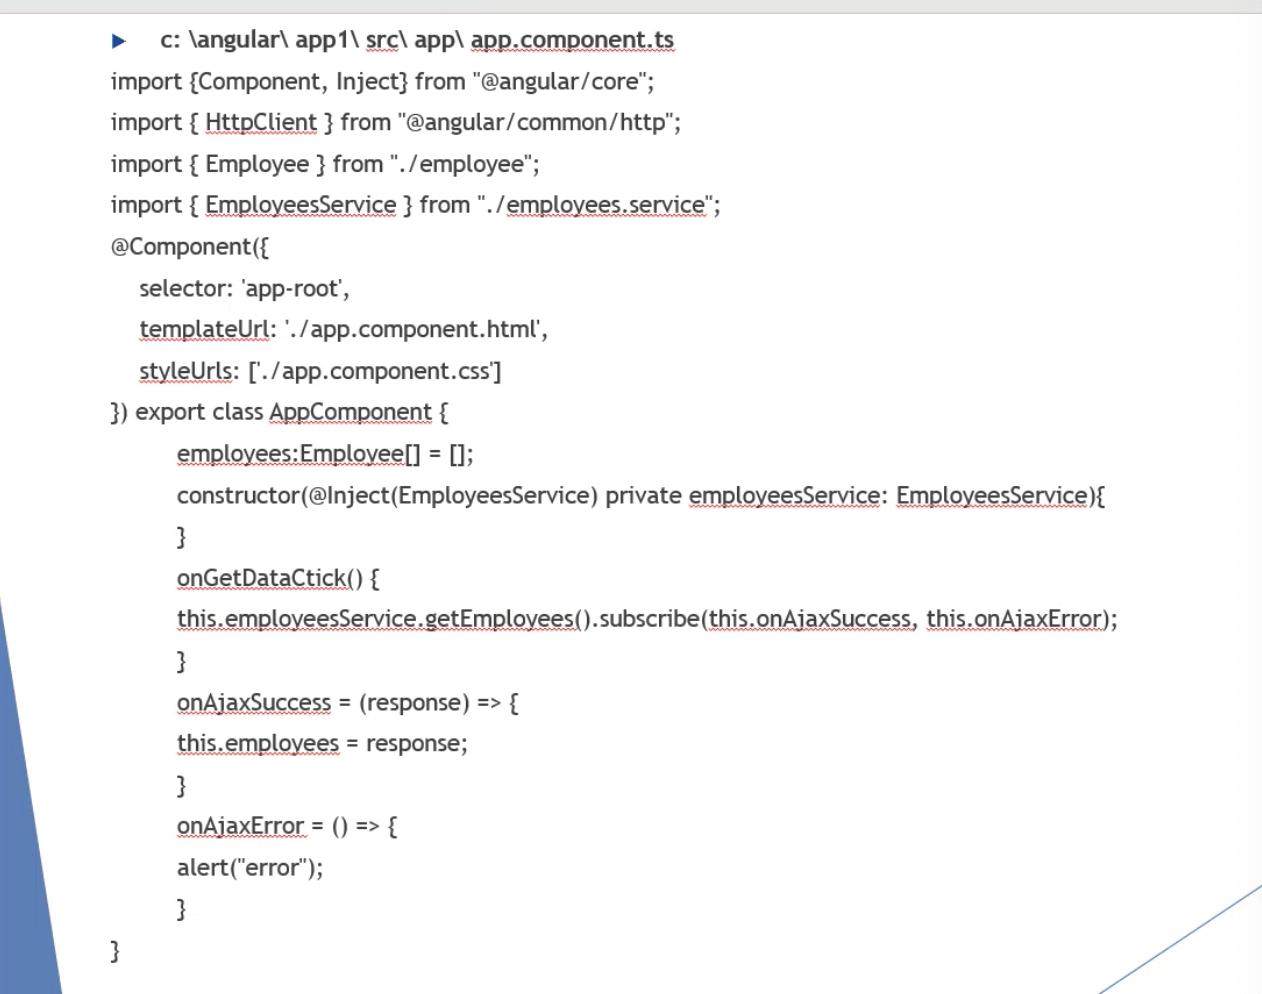 c: \angular\ app1\ src\ app\ app.component.ts
import {Component, Inject} from "@angular/core";
import { HttpClient } from "@angular/common/http";
import { Employee } from "./employee";
import { EmployeesService } from "./employees.service";
@Component({
selector: 'app-root',
templateUrl: './app.component.html',
styleUrls: ['./app.component.css']
}) export class AppComponent {
employees:Employee[] = [];
constructor(@Inject(EmployeesService) private employeesService: EmployeesService){
}
onGetDataCtick() {
this.employeesService.getEmployees().subscribe(this.onAjaxSuccess, this.onAjaxError);
}
onAjaxSuccess = (response) => {
this.employees = response;
}
onAjaxError = () => {
alert("error");
}
}